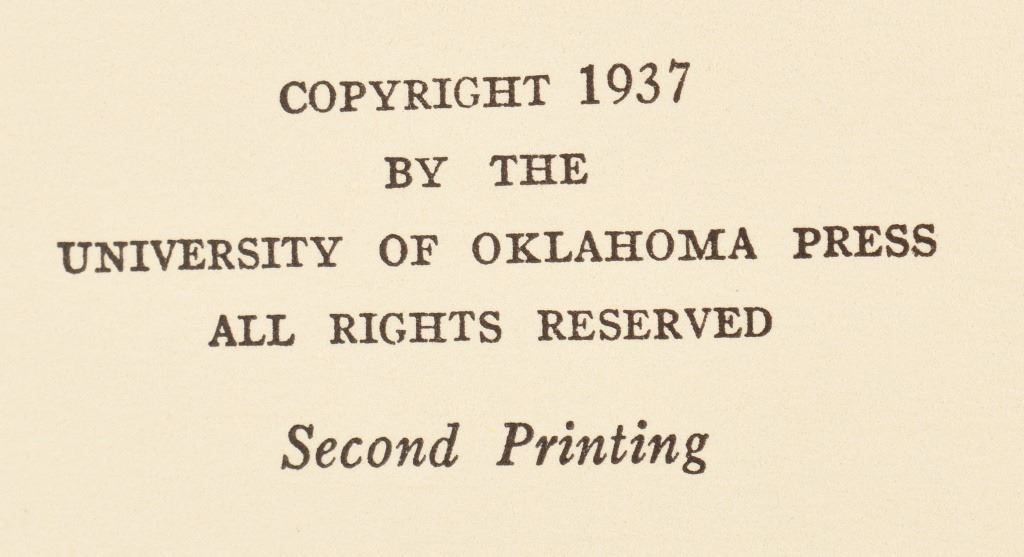 COPYRIGHT 1937
BY THE
UNIVERSITY OF OKLAHOMA PRESS
ALL RIGHTS RESERVED
Second Printing